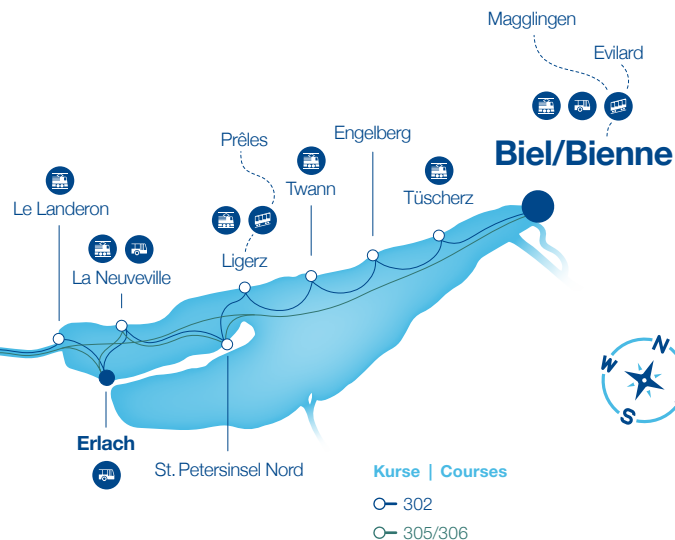 Magglingen
Evilard
Biel/Bienne
Prêles
Engelberg
Twann
Tüscherz
Le Landeron
La Neuveville
Ligerz
N
W
S
Erlach
St. Petersinsel Nord
Kurse | Courses
302
305/306